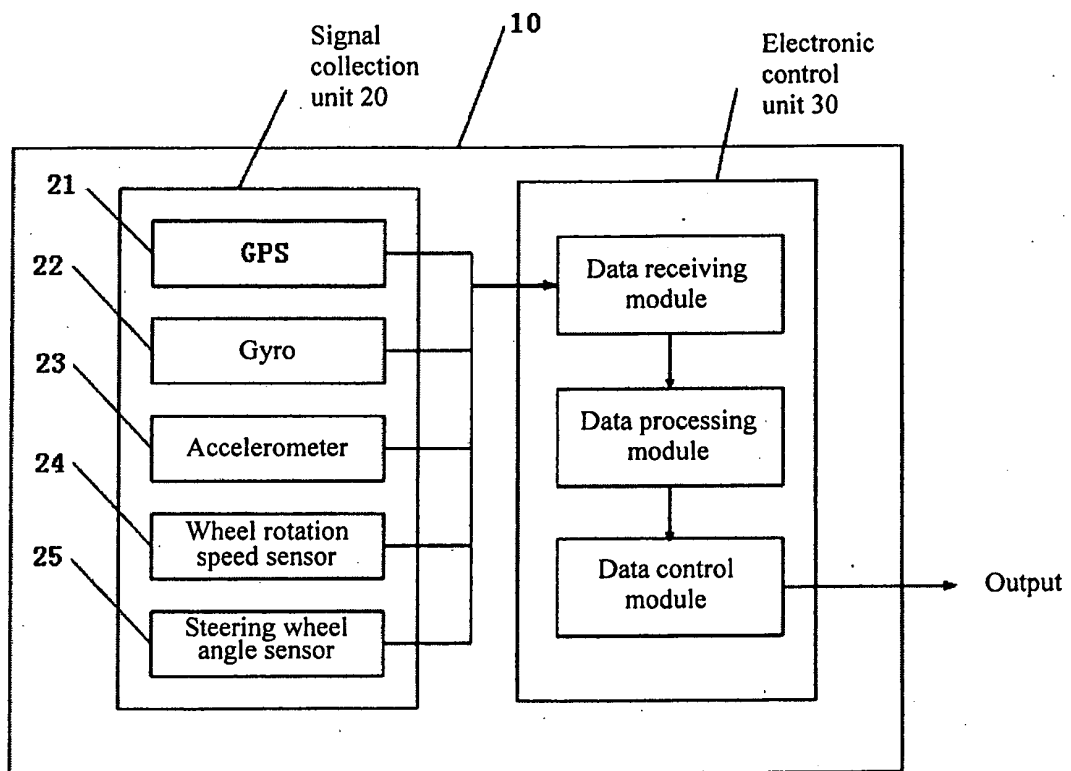 10
Signal
collection
unit 20
Electronic
control
unit 30
21
GPS
22
Gyro
23
Accelerometer
24
Wheel rotation
speed sensor
25
Steering wheel
angle sensor
Data receiving
module
Data processing
module
Data control
module
Output